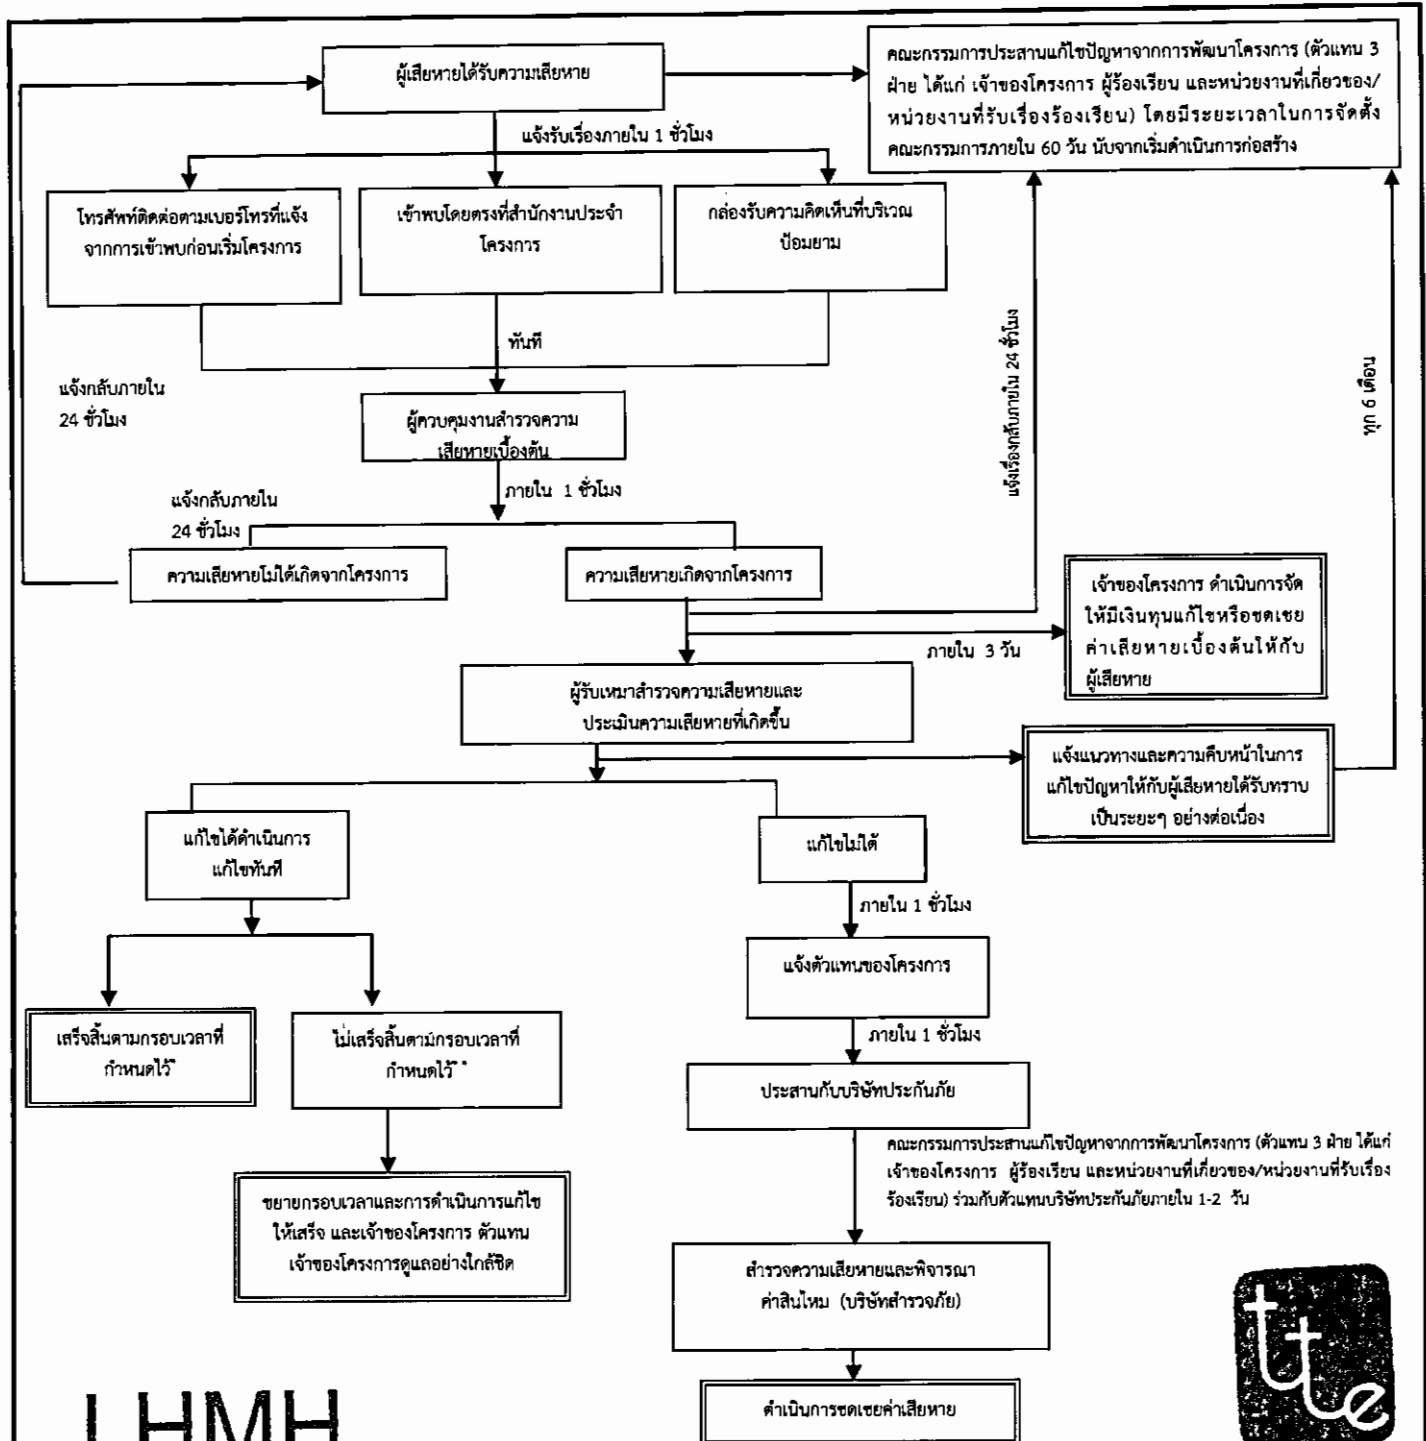 ผู้เสียหายได้รับความเสียหาย
คณะกรรมการประสานแก้ไขปัญหาจากการพัฒนาโครงการ (ตัวแทน 3
ฝ่าย ได้แก่ เจ้าของโครงการ ผู้ร้องเรียน และหน่วยงานที่เกี่ยวของ/
หน่วยงานที่รับเรื่องร้องเรียน) โดยมีระยะเวลาในการจัดตั้ง
คณะกรรมการภายใน 60 วัน นับจากเริ่มดำเนินการก่อสร้าง
แจ้งรับเรื่องภายใน 1 ชั่วโมง
โทรศัพท์ติดต่อตามเบอร์โทรที่แจ้ง
จากการเข้าพบก่อนเริ่มโครงการ
เข้าพบโดยตรงที่สำนักงานประจำ
โครงการ
กล่องรับความคิดเห็นที่บริเวณ
ป้อมยาม
ทันที
แจ้งกลับภายใน
24 ชั่วโมง
แจ้งเรื่องกลับภายใน 24 ชั่วโมง
ทุก 6 เดือน
ผู้ควบคุมงานสำรวจความ
เสียหายเบื้องต้น
ภายใน 1 ชั่วโมง
แจ้งกลับภายใน
24 ชั่วโมง
ความเสียหายไม่ได้เกิดจากโครงการ
ความเสียหายเกิดจากโครงการ
เจ้าของโครงการ ดำเนินการจัด
ให้มีเงินทุนแก้ไขหรือชดเชย
ค่าเสียหายเบื้องต้นให้กับ
ผู้เสียหาย
ภายใน 3 วัน
ผู้รับเหมาสำรวจความเสียหายและ
ประเมินความเสียหายที่เกิดขึ้น
แจ้งแนวทางและความคืบหน้าในการ
แก้ไขปัญหาให้กับผู้เสียหายได้รับทราบ
เป็นระยะๆ อย่างต่อเนื่อง
แก้ไขได้ดำเนินการ
แก้ไขทันที
แก้ไขไม่ได้
ภายใน 1 ชั่วโมง
แจ้งตัวแทนของโครงการ
เสร็จสิ้นตามกรอบเวลาที่
กำหนดไว้*
ไม่เสร็จสิ้นตามกรอบเวลาที่
กำหนดไว้**
ภายใน 1 ชั่วโมง
ประสานกับบริษัทประกันภัย
คณะกรรมการประสานแก้ไขปัญหาจากการพัฒนาโครงการ (ตัวแทน 3 ฝ่าย ได้แก่
เจ้าของโครงการ ผู้ร้องเรียน และหน่วยงานที่เกี่ยวของ/หน่วยงานที่รับเรื่อง
ร้องเรียน) ร่วมกับตัวแทนบริษัทประกันภัยภายใน 1-2 วัน
ขยายกรอบเวลาและการดำเนินการแก้ไข
ให้เสร็จ และเจ้าของโครงการ ตัวแทน
เจ้าของโครงการดูแลอย่างใกล้ชิด
สำรวจความเสียหายและพิจารณา
ค่าสินไหม (บริษัทสำรวจภัย)
ดำเนินการชดเชยค่าเสียหาย
LHMH
tte